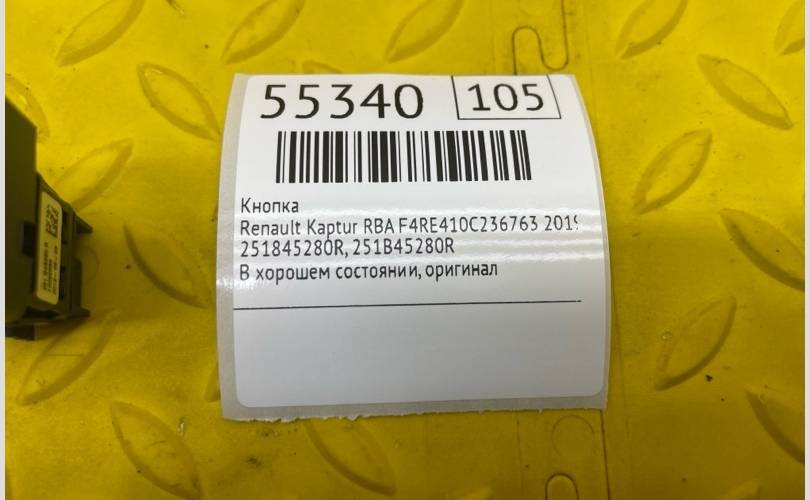 55340 105
Кнопка
Renault Kaptur RBA F4RE410C236763 2019
251845280R, 251B45280R
В хорошем состоянии, оригинал